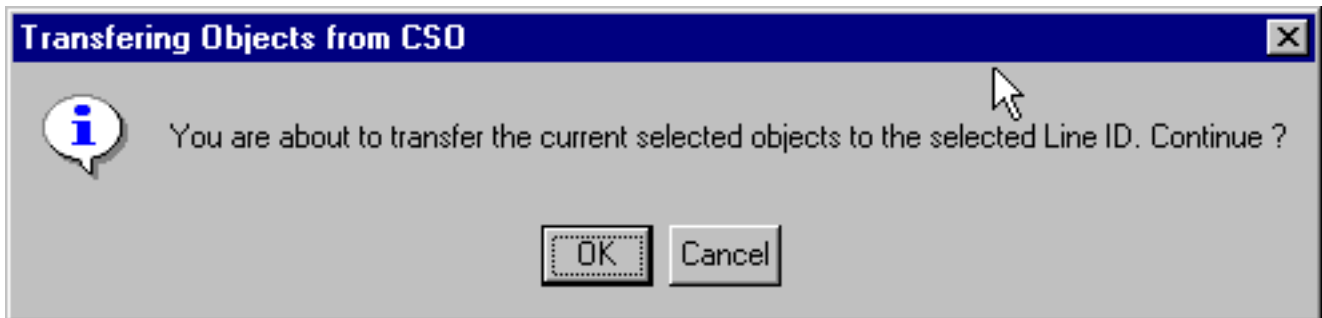 Transfering Objects from CSO
You are about to transfer the current selected objects to the selected Line ID. Continue ?
OK
Cancel